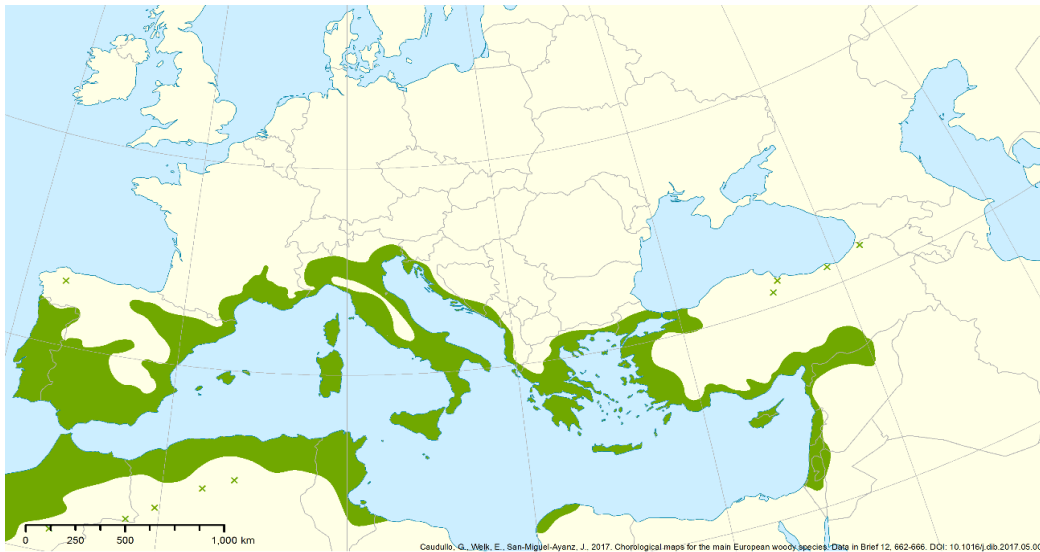 0 250 500 1,000 km
Caudullo, G., Welk, E., San-Miguel-Ayanz, J., 2017. Chorological maps for the main European woody species. Data in Brief 12, 662-666. DOI: 10.1016/j.dib.2017.05.00